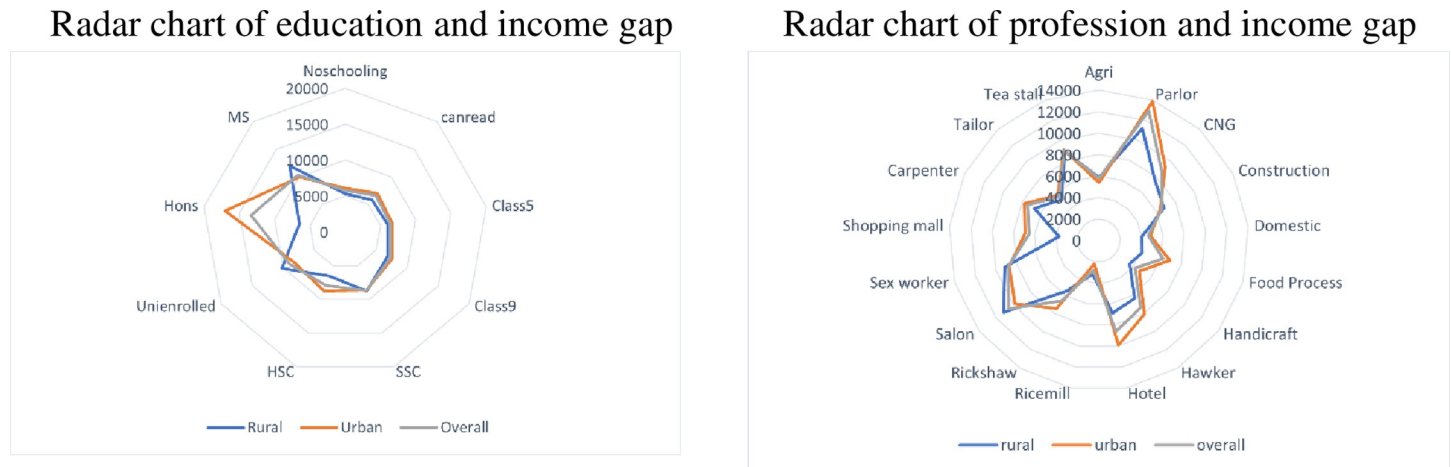 Radar chart of education and income gap
Noschooling
20000
MS
canread
15000
10000
5000
Hons
Class5
0
Unienrolled
Class9
HSC
SSC
Rural Urban Overall
Radar chart of profession and income gap
Agri
14000
Tea stall
Parlor
12000
Tailor
CNG
10000
8000
Carpenter
Construction
6000
4000
Shopping mall
Domestic
2000
0
Sex worker
Food Process
Salon
Handicraft
Rickshaw
Hawker
Ricemill
Hotel
rural urban overall